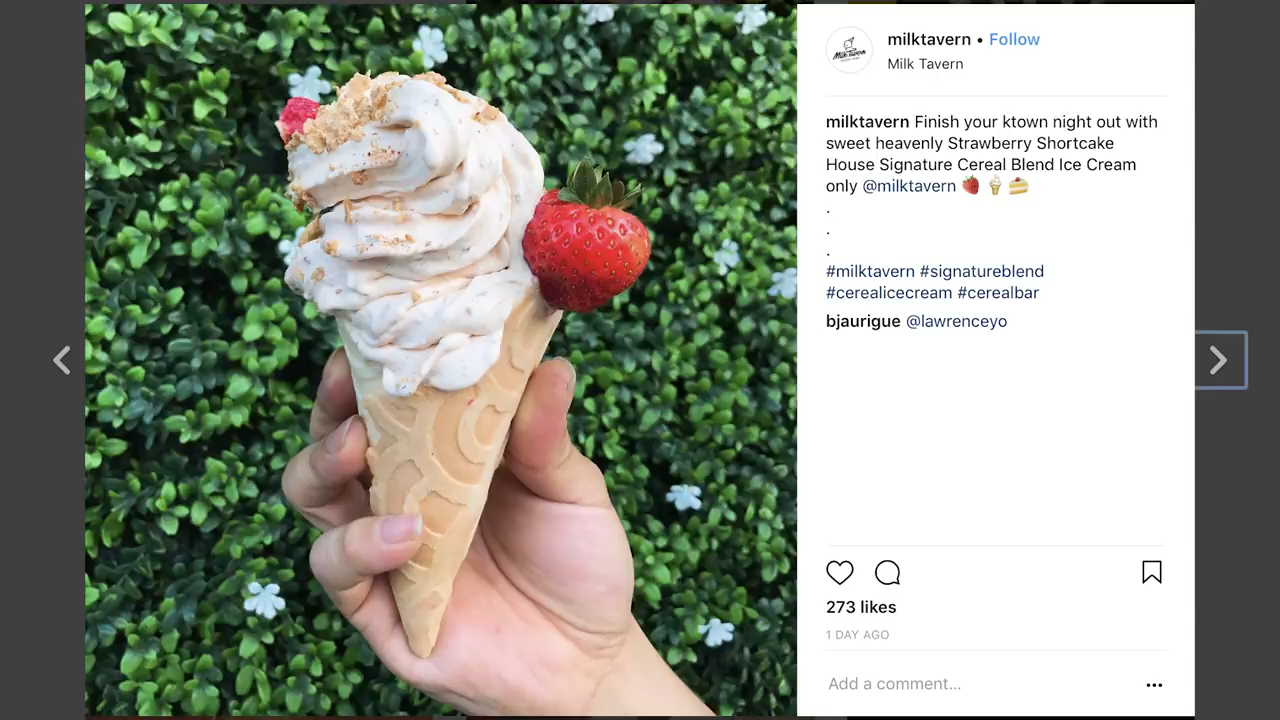 milktavern • Follow
Milk Tavern
milktavern Finish your ktown night out with
sweet heavenly Strawberry Shortcake
House Signature Cereal Blend Ice Cream
only @milktavern 🍓🍦🍰
.
.
.
#milktavern #signatureblend
#cerealicecream #cerealbar
bjaurigue @lawrenceyo
273 likes
1 DAY AGO
Add a comment...